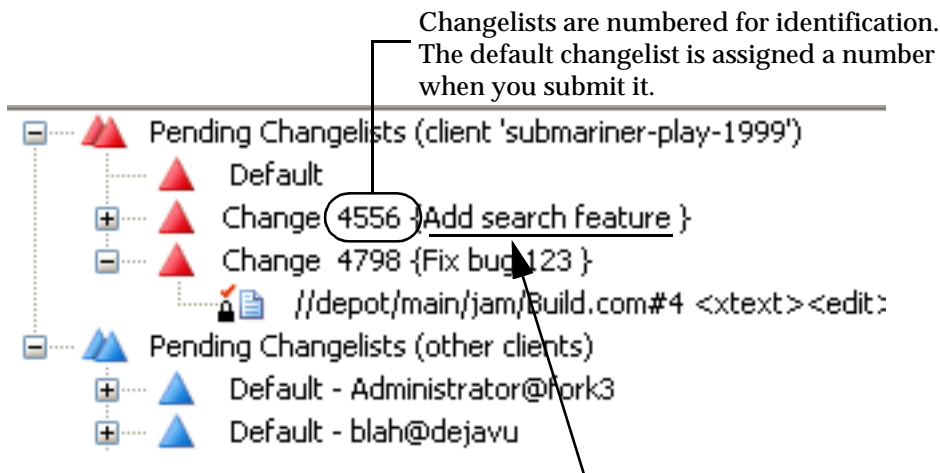 Changelists are numbered for identification.
The default changelist is assigned a number
when you submit it.
Pending Changelists (client 'submariner-play-1999')
Default
Change 4556 {Add search feature }
Change 4798 {Fix bug 123 }
//depot/main/jam/Build.com#4 <xtext><edit>
Pending Changelists (other clients)
Default - Administrator@fork3
Default - blah@dejavu